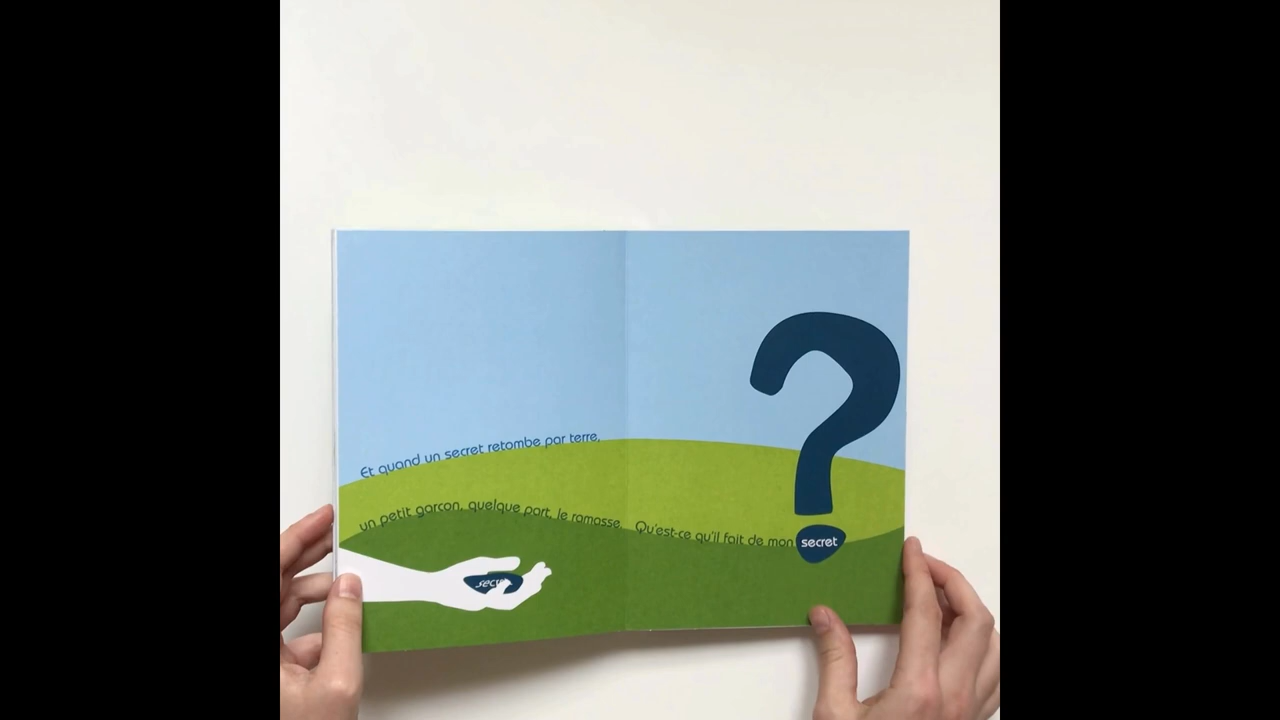 Et quand un secret retombe par terre,
un petit garçon, quelque part, le ramasse. Qu'est-ce qu'il fait de mon secret
?
secret